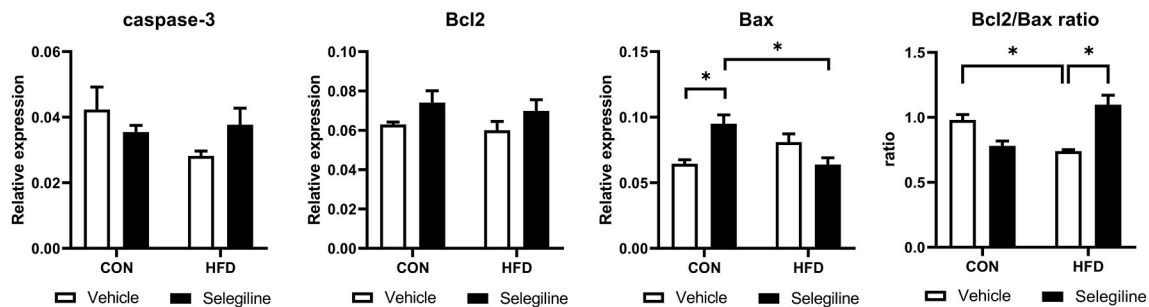 caspase-3
Relative expression
0.06
0.04
0.02
0.00
CON HFD
Vehicle Selegiline
Bcl2
Relative expression
0.10
0.08
0.06
0.04
0.02
0.00
CON HFD
Vehicle Selegiline
Bax
Relative expression
0.15
0.10
0.05
0.00
* *
CON HFD
Vehicle Selegiline
Bcl2/Bax ratio
ratio
1.5
1.0
0.5
0.0
* *
CON HFD
Vehicle Selegiline